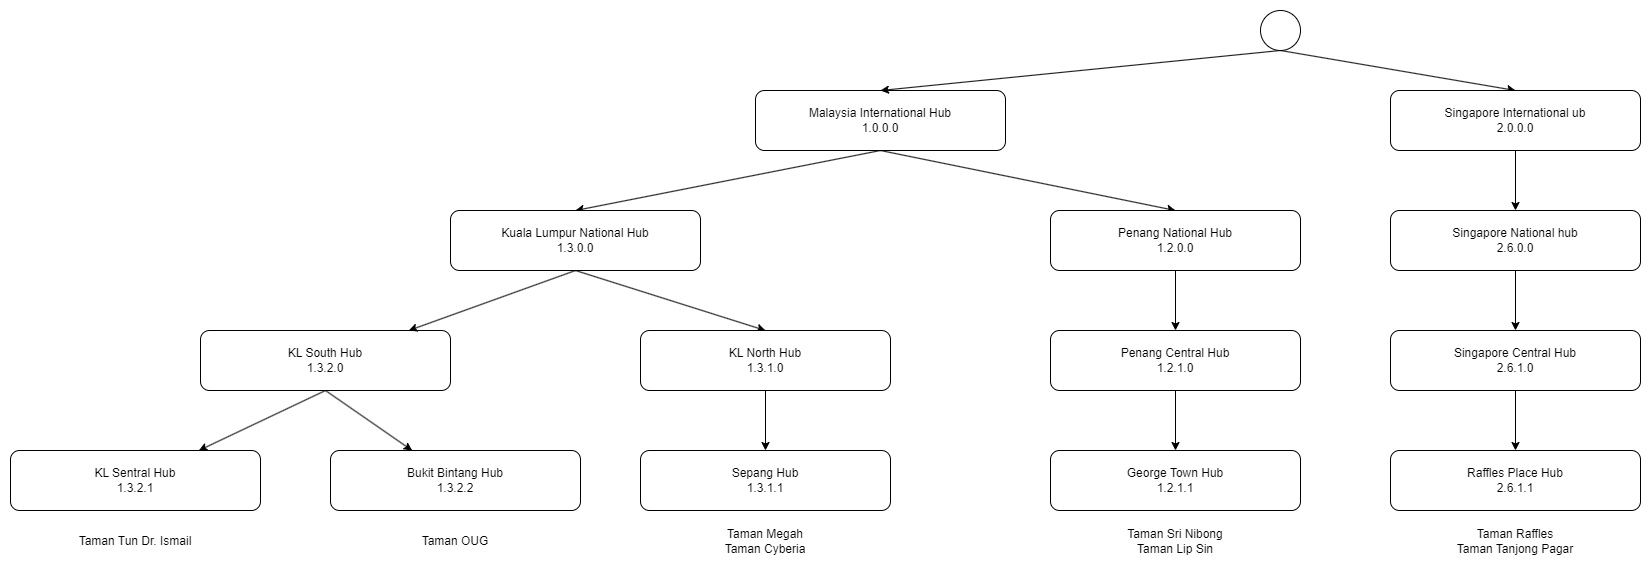 Malaysia International Hub
1.0.0.0
Singapore International ub
2.0.0.0
Kuala Lumpur National Hub
1.3.0.0
Penang National Hub
1.2.0.0
Singapore National hub
2.6.0.0
KL South Hub
1.3.2.0
KL North Hub
1.3.1.0
Penang Central Hub
1.2.1.0
Singapore Central Hub
2.6.1.0
KL Sentral Hub
1.3.2.1
Bukit Bintang Hub
1.3.2.2
Sepang Hub
1.3.1.1
George Town Hub
1.2.1.1
Raffles Place Hub
2.6.1.1
Taman Tun Dr. Ismail
Taman OUG
Taman Megah
Taman Cyberia
Taman Sri Nibong
Taman Lip Sin
Taman Raffles
Taman Tanjong Pagar